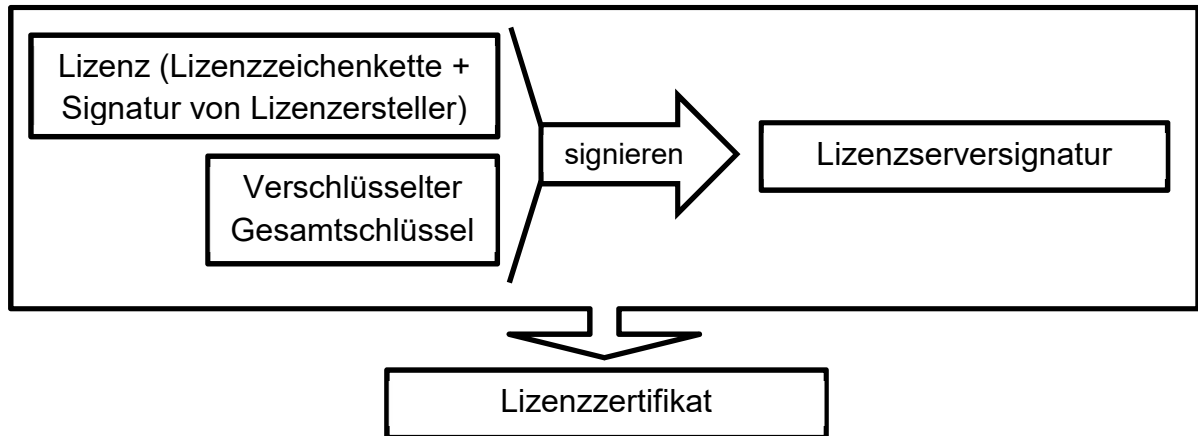 Lizenz (Lizenzzeichenkette +
Signatur von Lizenzersteller)
Verschlüsselter
Gesamtschlüssel
signieren
Lizenzserversignatur
Lizenzzertifikat